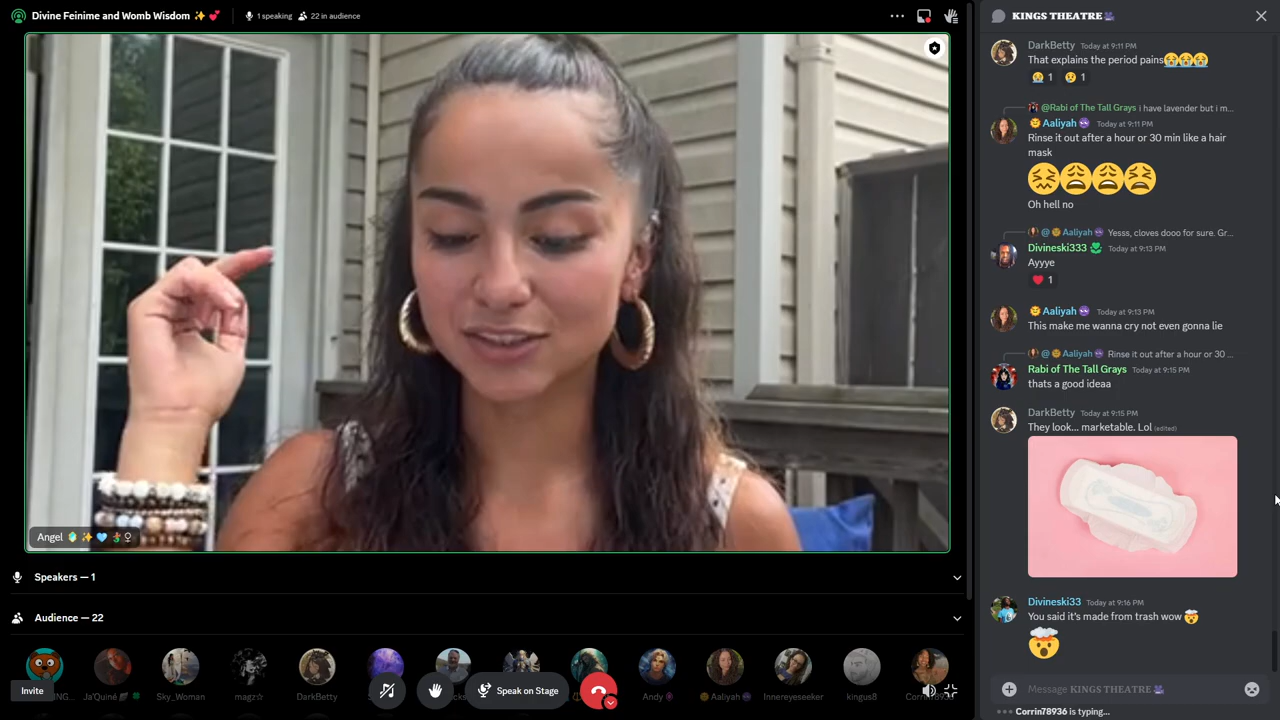 Divine Feinime and Womb Wisdom ✨ 💕
1 speaking
22 in audience
Angel
Speakers — 1
Audience — 22
Invite
Ja'Quine
Sky_Woman
magz☆
DarkBetty
Andy
Aaliyah
Innereyeseeker
kingus8
Speak on Stage
KINGS THEATRE
DarkBetty Today at 9:11 PM
That explains the period pains😭😭😭
1 1
@Rabi of The Tall Grays i have lavender but i m...
Aaliyah Today at 9:11 PM
Rinse it out after a hour or 30 min like a hair
mask
😖😩😩😫
Oh hell no
@ Aaliyah Yesss, cloves dooo for sure. Gr...
Divineski333 Today at 9:13 PM
Ayyye
❤️ 1
Aaliyah Today at 9:13 PM
This make me wanna cry not even gonna lie
@ Aaliyah Rinse it out after a hour or 30 ...
Rabi of The Tall Grays Today at 9:15 PM
thats a good ideaa
DarkBetty Today at 9:15 PM
They look... marketable. Lol (edited)
Divineski33 Today at 9:16 PM
You said it's made from trash wow 🤯
🤯
Message KINGS THEATRE
Corrin78936 is typing...